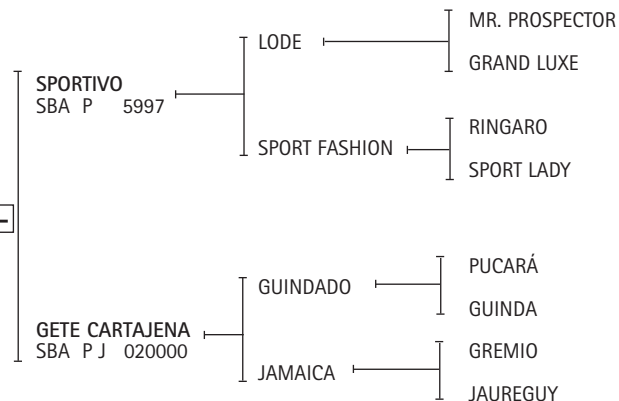 MR. PROSPECTOR
LODE
GRAND LUXE
SPORTIVO
SBA P 5997
RINGARO
SPORT FASHION
SPORT LADY
PUCARÁ
GUINDADO
GUINDA
GETE CARTAJENA
SBA P J 020000
GREMIO
JAMAICA
JAUREGUY